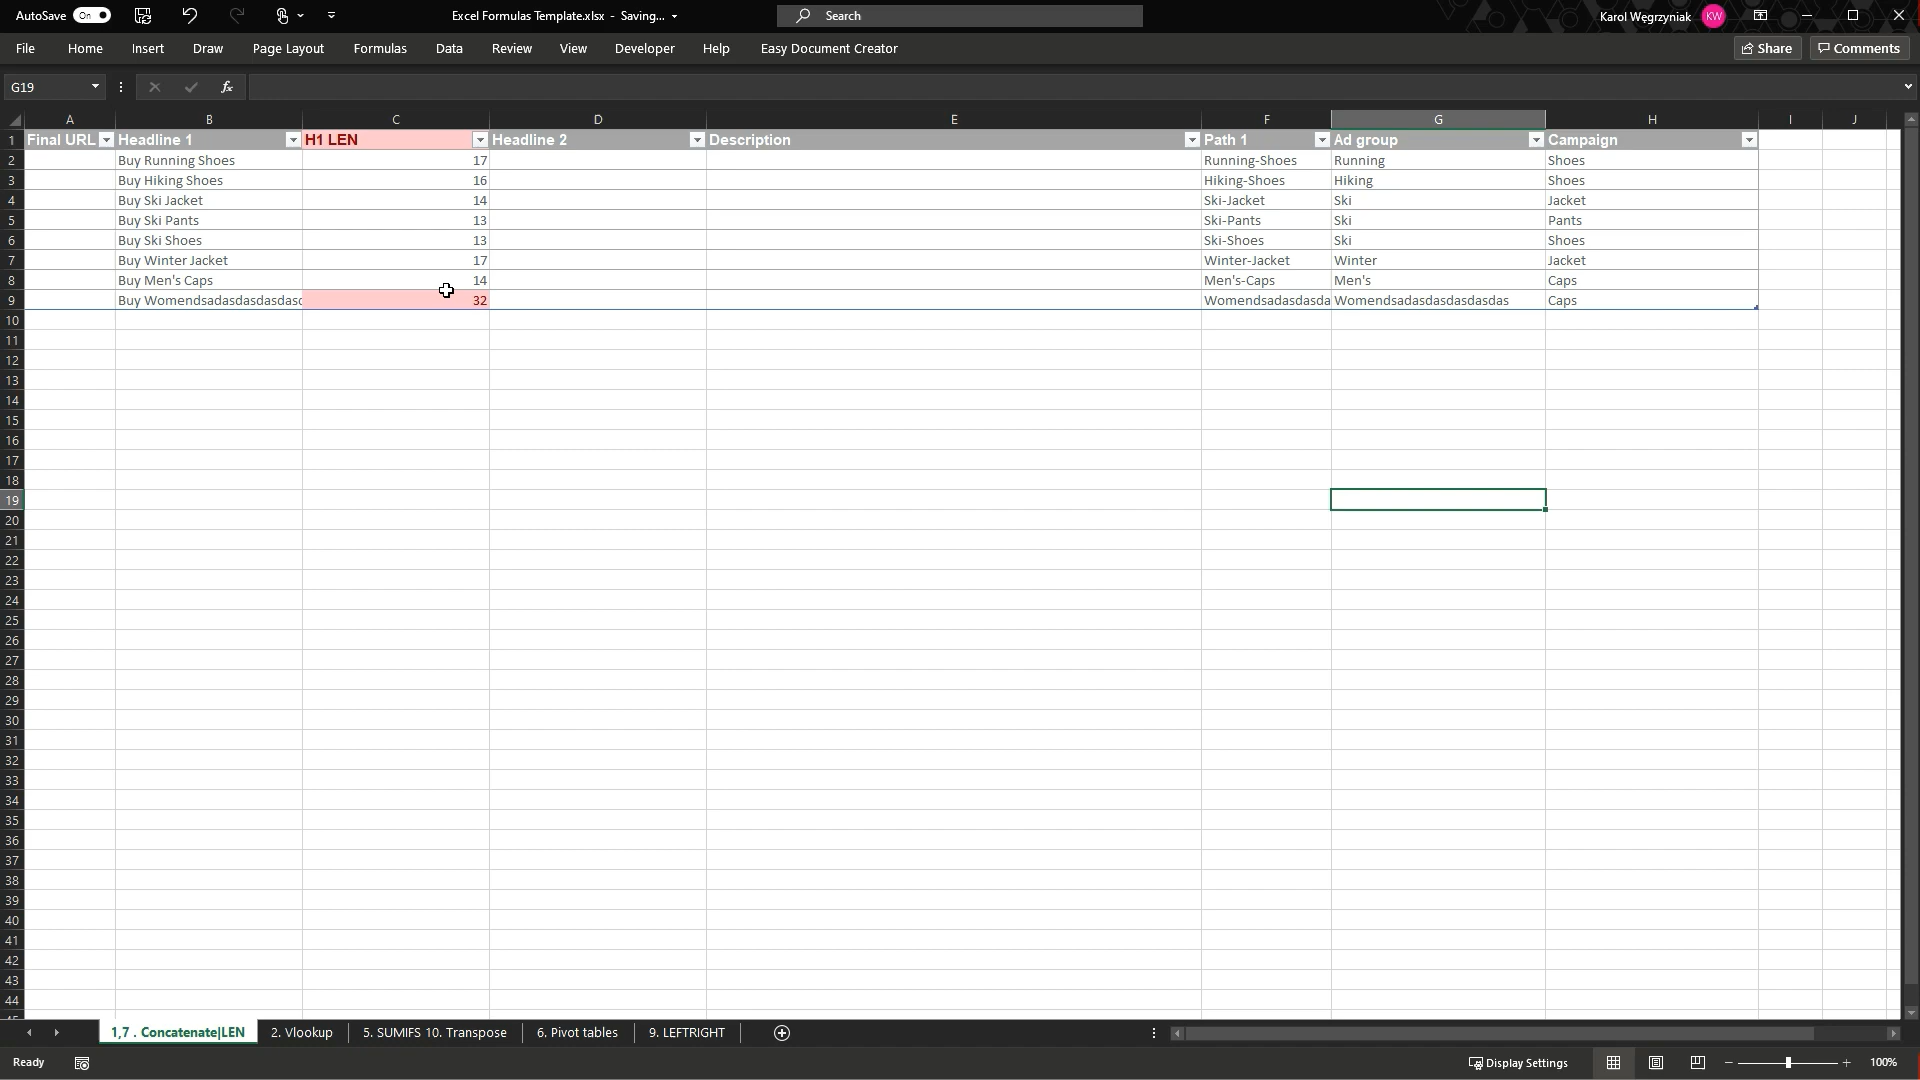 AutoSave On Excel Formulas Template.xlsx - Saving... Search Karol Węgrzyniak KW
File Home Insert Draw Page Layout Formulas Data Review View Developer Help Easy Document Creator Share Comments
G19 fx
A B C D E F G H I J
1 Final URL Headline 1 H1 LEN Headline 2 Description Path 1 Ad group Campaign
2 Buy Running Shoes 17 Running-Shoes Running Shoes
3 Buy Hiking Shoes 16 Hiking-Shoes Hiking Shoes
4 Buy Ski Jacket 14 Ski-Jacket Ski Jacket
5 Buy Ski Pants 13 Ski-Pants Ski Pants
6 Buy Ski Shoes 13 Ski-Shoes Ski Shoes
7 Buy Winter Jacket 17 Winter-Jacket Winter Jacket
8 Buy Men's Caps 14 Men's-Caps Men's Caps
9 Buy Womendsadasdasdasdasd 32 Womendsadasdasda Womendsadasdasdasdasdas Caps
10
11
12
13
14
15
16
17
18
19
20
21
22
23
24
25
26
27
28
29
30
31
32
33
34
35
36
37
38
39
40
41
42
43
44
1,7 . Concatenate|LEN 2. Vlookup 5. SUMIFS 10. Transpose 6. Pivot tables 9. LEFTRIGHT
Ready Display Settings 100%